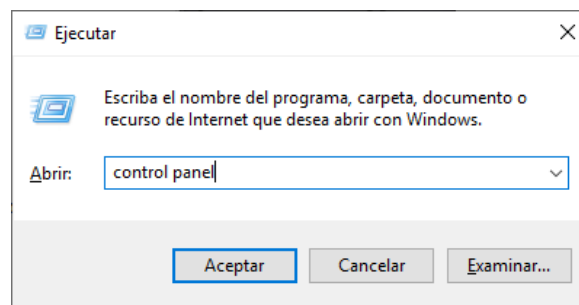 Ejecutar
Escriba el nombre del programa, carpeta, documento o
recurso de Internet que desea abrir con Windows.
Abrir: control panel
Aceptar Cancelar Examinar...